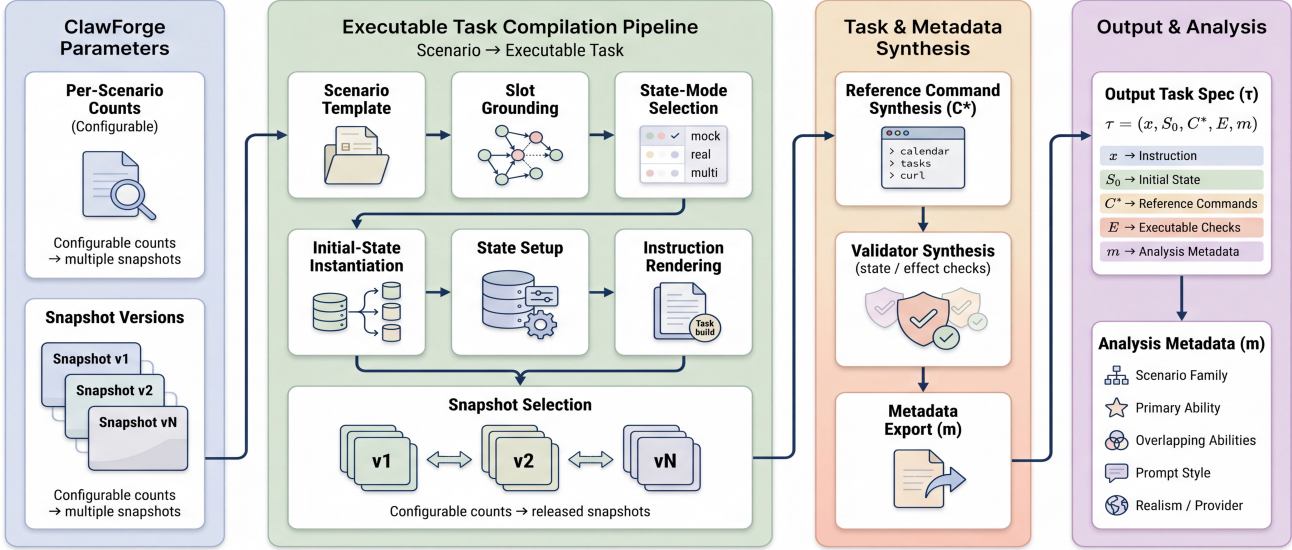 ClawForge
Parameters
Per-Scenario
Counts
(Configurable)
Configurable counts
→ multiple snapshots
Snapshot Versions
Snapshot v1
Snapshot v2
Snapshot vN
Configurable counts
→ multiple snapshots
Executable Task Compilation Pipeline
Scenario → Executable Task
Scenario
Template
Slot
Grounding
State-Mode
Selection
mock
real
multi
Initial-State
Instantiation
State Setup
Instruction
Rendering
Task
build
Snapshot Selection
v1
v2
vN
Configurable counts → released snapshots
Task & Metadata
Synthesis
Reference Command
Synthesis (C*)
> calendar
> tasks
> curl
Validator Synthesis
(state / effect checks)
Metadata
Export (m)
Output & Analysis
Output Task Spec (τ)
τ = (x, S₀, C*, E, m)
x → Instruction
S₀ → Initial State
C* → Reference Commands
E → Executable Checks
m → Analysis Metadata
Analysis Metadata (m)
Scenario Family
Primary Ability
Overlapping Abilities
Prompt Style
Realism / Provider